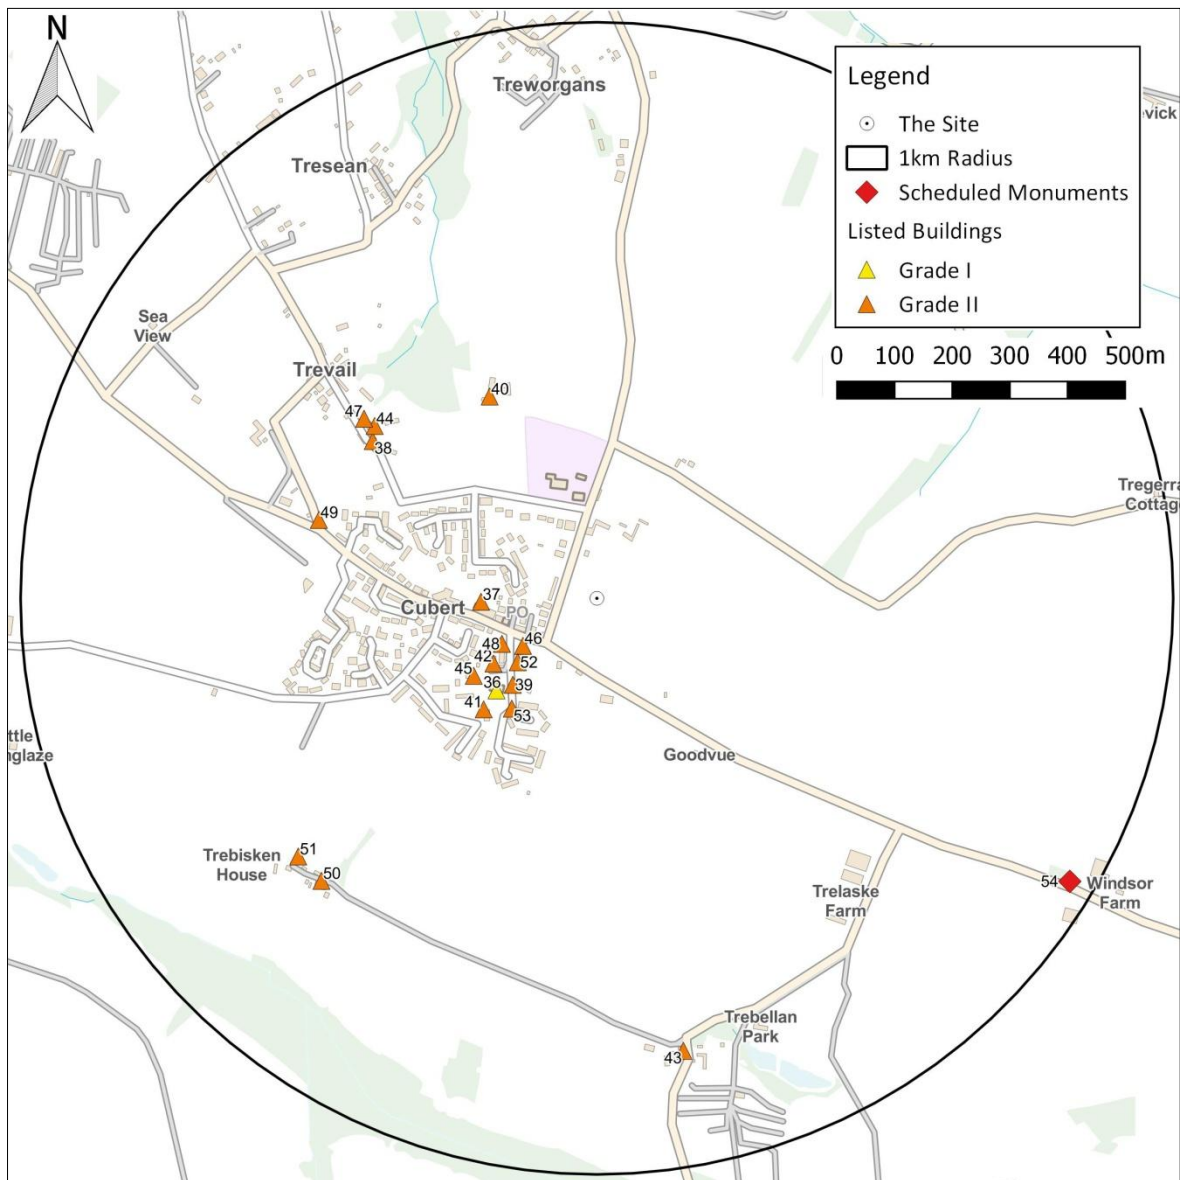 N
Treworgans
Tresean
Legend
The Site
1km Radius
Scheduled Monuments
Listed Buildings
Grade I
Grade II
0 100 200 300 400 500m
evick
Sea
View
Trevail
40
47
44
38
49
Tregerra
Cottag
37
Cubert
PO
48
46
42
52
45
36
39
41
53
ttle
nglaze
Goodvue
51
Trebisken
House
50
54
Windsor
Farm
Trelaske
Farm
Trebellan
Park
43